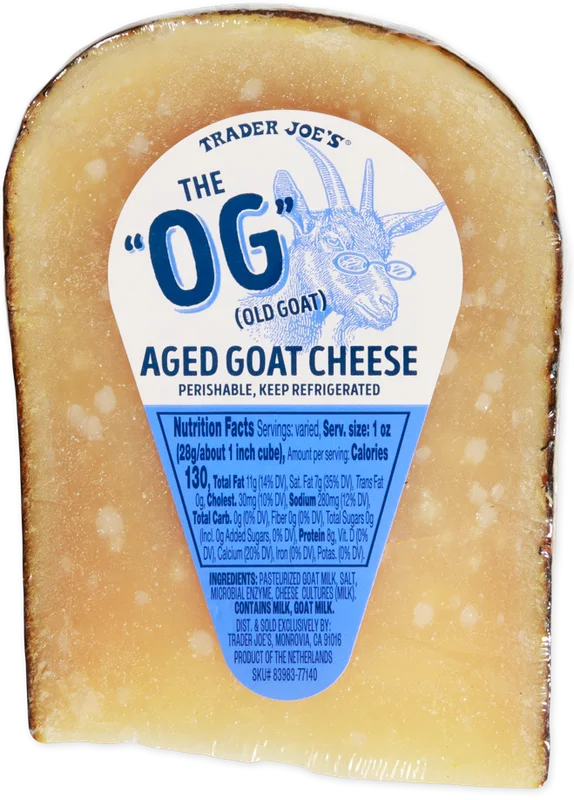 TRADER JOE'S®
THE
"OG"
(OLD GOAT)
AGED GOAT CHEESE
PERISHABLE, KEEP REFRIGERATED
Nutrition Facts Servings: varied, Serv. size: 1 oz
(28g/about 1 inch cube), Amount per serving: Calories
130, Total Fat 11g (14% DV), Sat. Fat 7g (35% DV), Trans Fat
0g, Cholest. 30mg (10% DV), Sodium 280mg (12% DV),
Total Carb. 0g (0% DV), Fiber 0g (0% DV), Total Sugars 0g
(Incl. 0g Added Sugars, 0% DV), Protein 8g, Vit. D (0%
DV), Calcium (20% DV), Iron (0% DV), Potas. (0% DV).
INGREDIENTS: PASTEURIZED GOAT MILK, SALT,
MICROBIAL ENZYME, CHEESE CULTURES (MILK).
CONTAINS MILK, GOAT MILK.
DIST. & SOLD EXCLUSIVELY BY:
TRADER JOE'S, MONROVIA, CA 91016
PRODUCT OF THE NETHERLANDS
SKU# 83983-77140